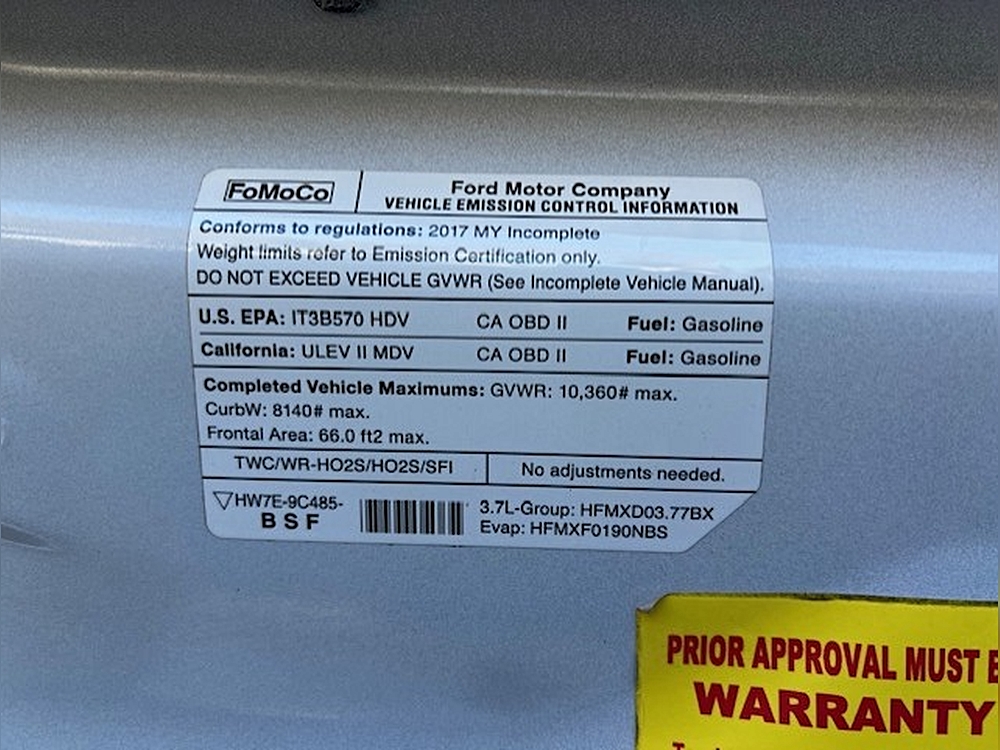 FoMoCo
Ford Motor Company
VEHICLE EMISSION CONTROL INFORMATION
Conforms to regulations: 2017 MY Incomplete
Weight limits refer to Emission Certification only.
DO NOT EXCEED VEHICLE GVWR (See Incomplete Vehicle Manual).
U.S. EPA: IT3B570 HDV CA OBD II Fuel: Gasoline
California: ULEV II MDV CA OBD II Fuel: Gasoline
Completed Vehicle Maximums: GVWR: 10,360# max.
CurbW: 8140# max.
Frontal Area: 66.0 ft2 max.
TWC/WR-HO2S/HO2S/SFI No adjustments needed.
HW7E-9C485-
BSF
3.7L-Group: HFMXD03.77BX
Evap: HFMXF0190NBS
PRIOR APPROVAL MUST
WARRANTY